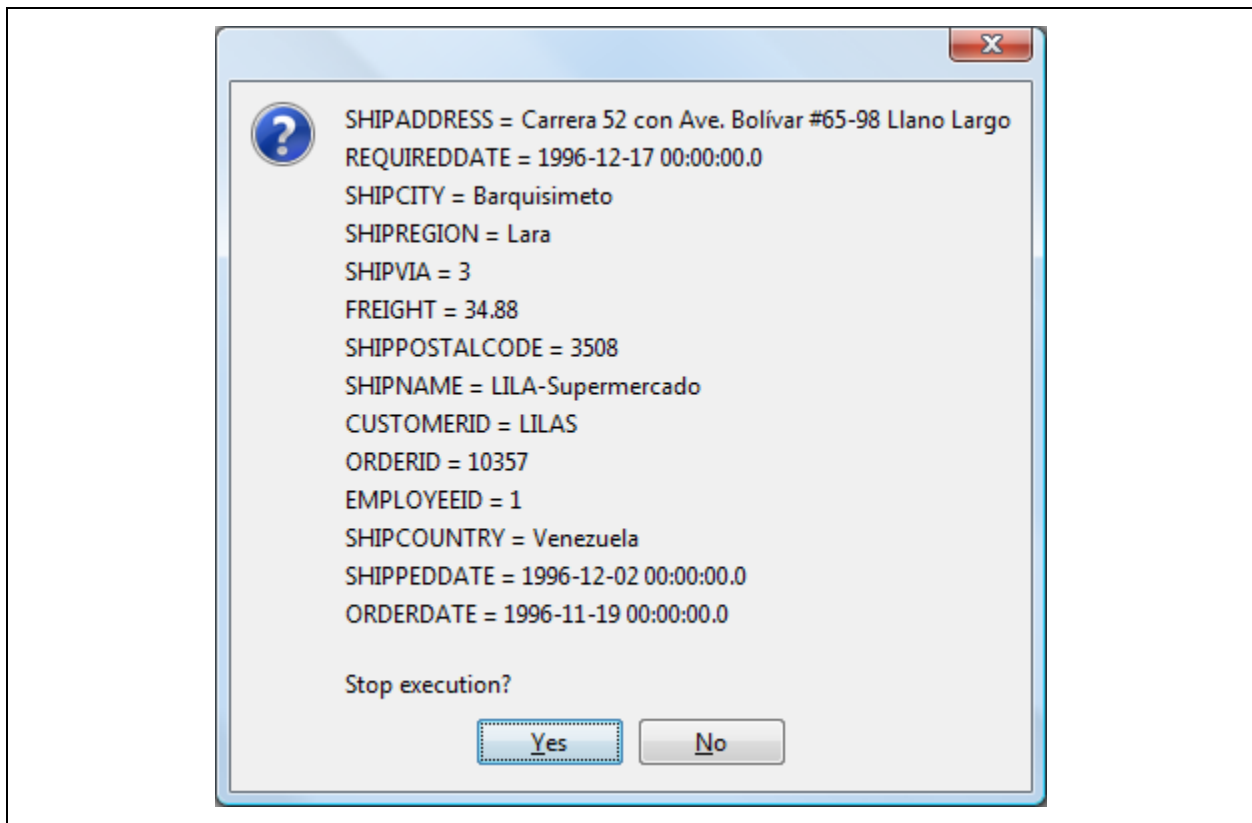 SHIPADDRESS = Carrera 52 con Ave. Bolívar #65-98 Llano Largo
REQUIREDDATE = 1996-12-17 00:00:00.0
SHIPCITY = Barquisimeto
SHIPREGION = Lara
SHIPVIA = 3
FREIGHT = 34.88
SHIPPOSTALCODE = 3508
SHIPNAME = LILA-Supermercado
CUSTOMERID = LILAS
ORDERID = 10357
EMPLOYEEID = 1
SHIPCOUNTRY = Venezuela
SHIPPEDDATE = 1996-12-02 00:00:00.0
ORDERDATE = 1996-11-19 00:00:00.0
Stop execution?
Yes No